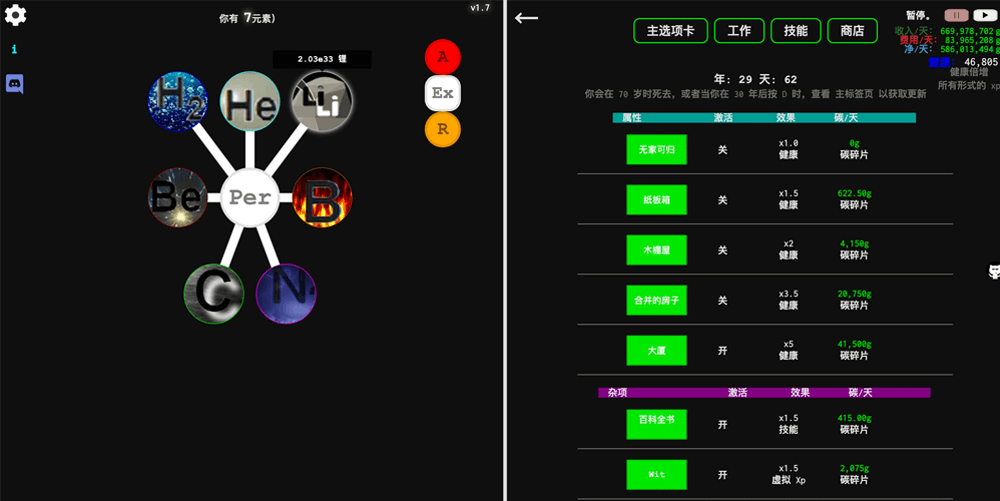 v1.7
你有 7元素)
2.03e33 锂
i
H2
He
Li
Li
A
Ex
R
Be
Per
B
C
N
主选项卡
工作
技能
商店
暂停。
收入/天: 669,978,702g
费用/天: 83,965,208g
净/天: 586,013,494g
健康: 46,805
健康倍增
所有形式的 xp
年: 29 天: 62
你会在 70 岁时死去, 或者当你在 30 年后按 D 时, 查看 主标签页 以获取更新
属性 激活 效果 碳/天
无家可归 关 x1.0 健康 0g 碳碎片
纸板箱 关 x1.5 健康 622.50g 碳碎片
木棚屋 关 x2 健康 4,150g 碳碎片
合并的房子 关 x3.5 健康 20,750g 碳碎片
大厦 开 x5 健康 41,500g 碳碎片
杂项 激活 效果 碳/天
百科全书 开 x1.5 技能 415.00g 碳碎片
Wit 开 x1.5 虚拟 Xp 2,075g 碳碎片